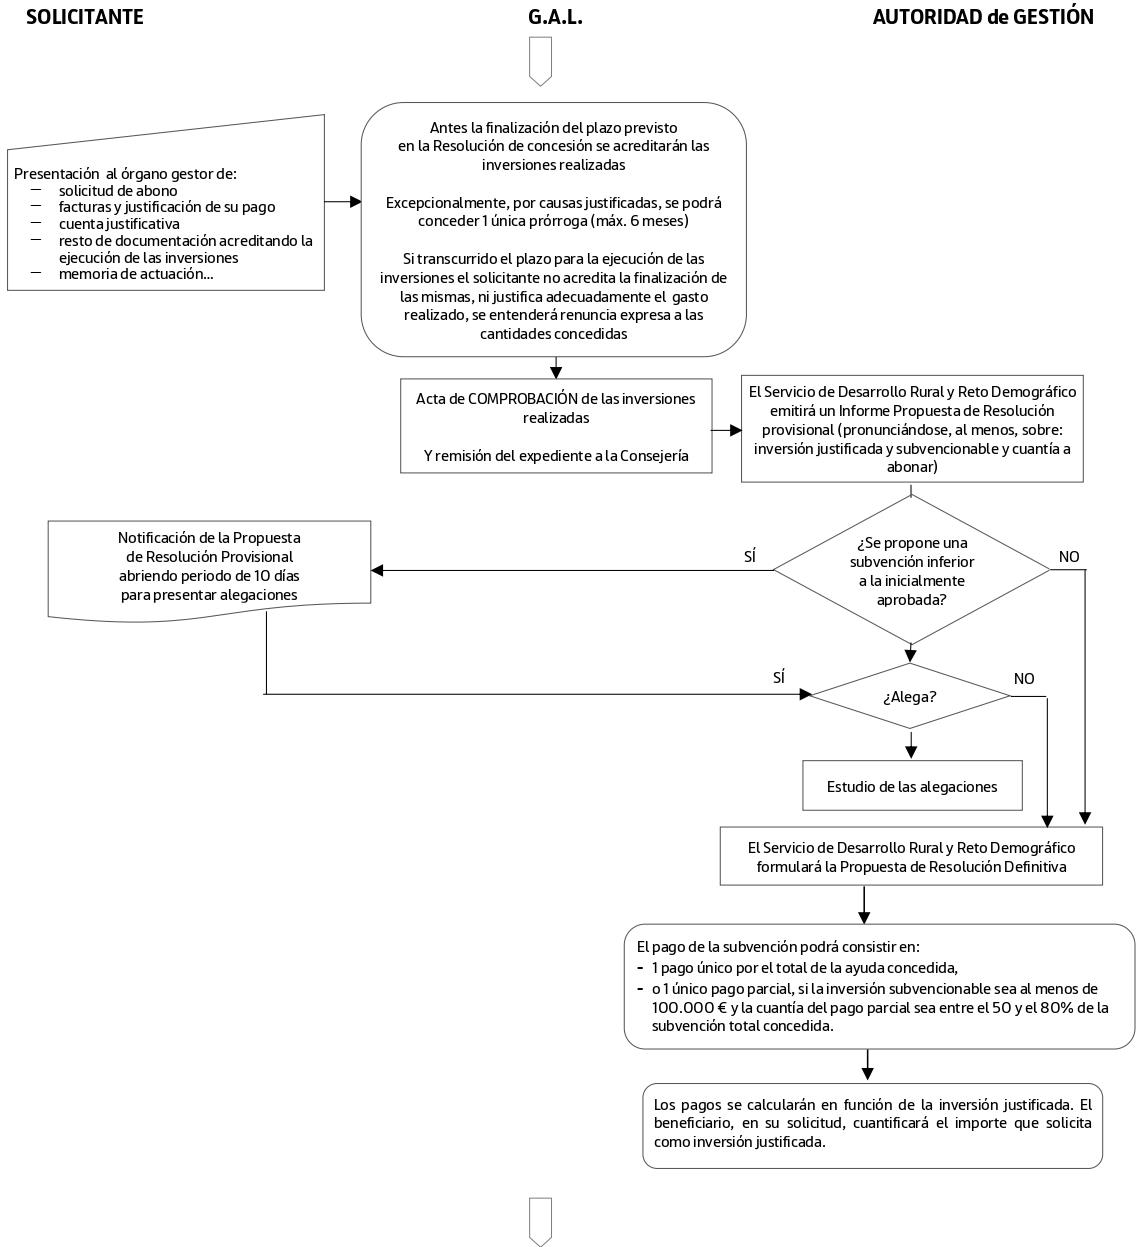 SOLICITANTE
G.A.L.
AUTORIDAD de GESTIÓN
Presentación al órgano gestor de:
— solicitud de abono
— facturas y justificación de su pago
— cuenta justificativa
— resto de documentación acreditando la
ejecución de las inversiones
— memoria de actuación...
Antes la finalización del plazo previsto
en la Resolución de concesión se acreditarán las
inversiones realizadas
Excepcionalmente, por causas justificadas, se podrá
conceder 1 única prórroga (máx. 6 meses)
Si transcurrido el plazo para la ejecución de las
inversiones el solicitante no acredita la finalización de
las mismas, ni justifica adecuadamente el gasto
realizado, se entenderá renuncia expresa a las
cantidades concedidas
Acta de COMPROBACIÓN de las inversiones
realizadas
Y remisión del expediente a la Consejería
El Servicio de Desarrollo Rural y Reto Demográfico
emitirá un Informe Propuesta de Resolución
provisional (pronunciándose, al menos, sobre:
inversión justificada y subvencionable y cuantía a
abonar)
¿Se propone una
subvención inferior
a la inicialmente
aprobada?
SÍ
NO
Notificación de la Propuesta
de Resolución Provisional
abriendo periodo de 10 días
para presentar alegaciones
SÍ
¿Alega?
NO
Estudio de las alegaciones
El Servicio de Desarrollo Rural y Reto Demográfico
formulará la Propuesta de Resolución Definitiva
El pago de la subvención podrá consistir en:
- 1 pago único por el total de la ayuda concedida,
- o 1 único pago parcial, si la inversión subvencionable sea al menos de
100.000 € y la cuantía del pago parcial sea entre el 50 y el 80% de la
subvención total concedida.
Los pagos se calcularán en función de la inversión justificada. El
beneficiario, en su solicitud, cuantificará el importe que solicita
como inversión justificada.